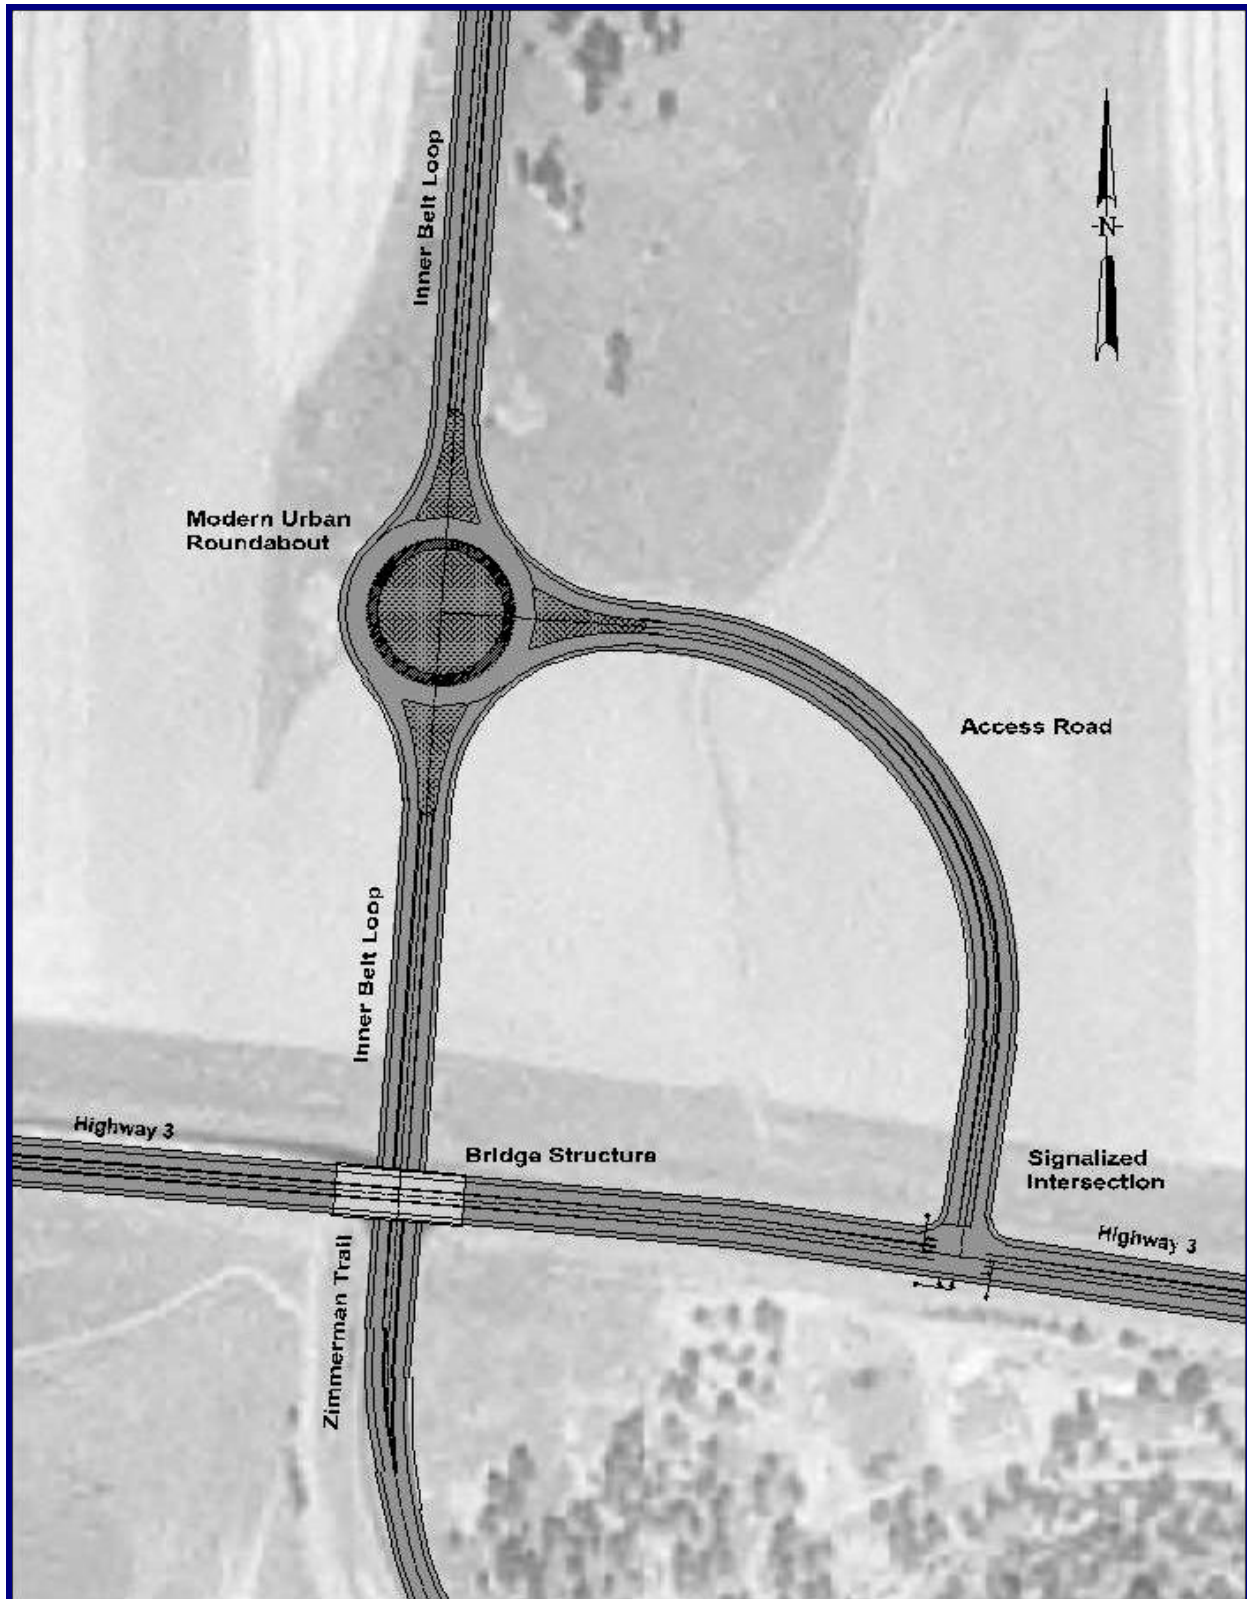 Inner Belt Loop
N
Modern Urban
Roundabout
Access Road
Inner Belt Loop
Highway 3
Bridge Structure
Signalized
Intersection
Highway 3
Zimmerman Trail